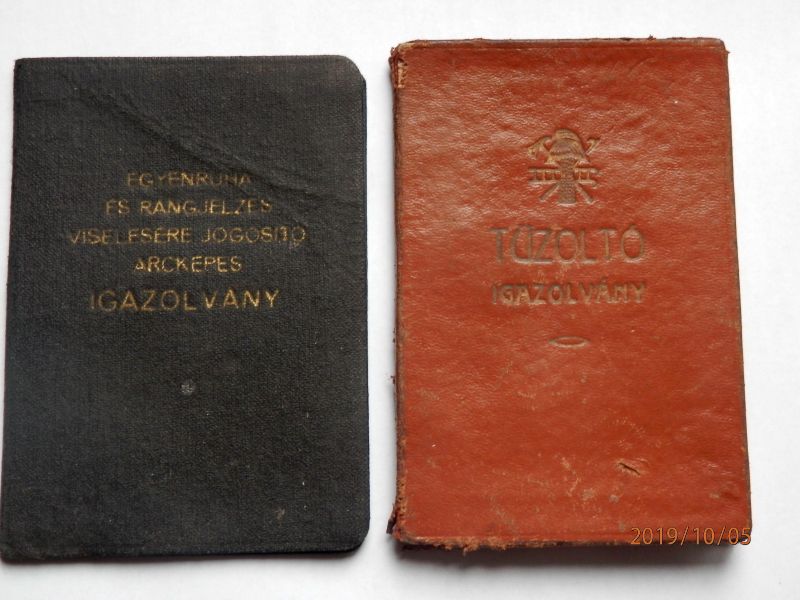 EGYENRUHA
ÉS RANGJELZÉS
VISELÉSÉRE JOGOSÍTÓ
ARCKÉPES
IGAZOLVÁNY
TŰZOLTÓ
IGAZOLVÁNY
2019/10/05